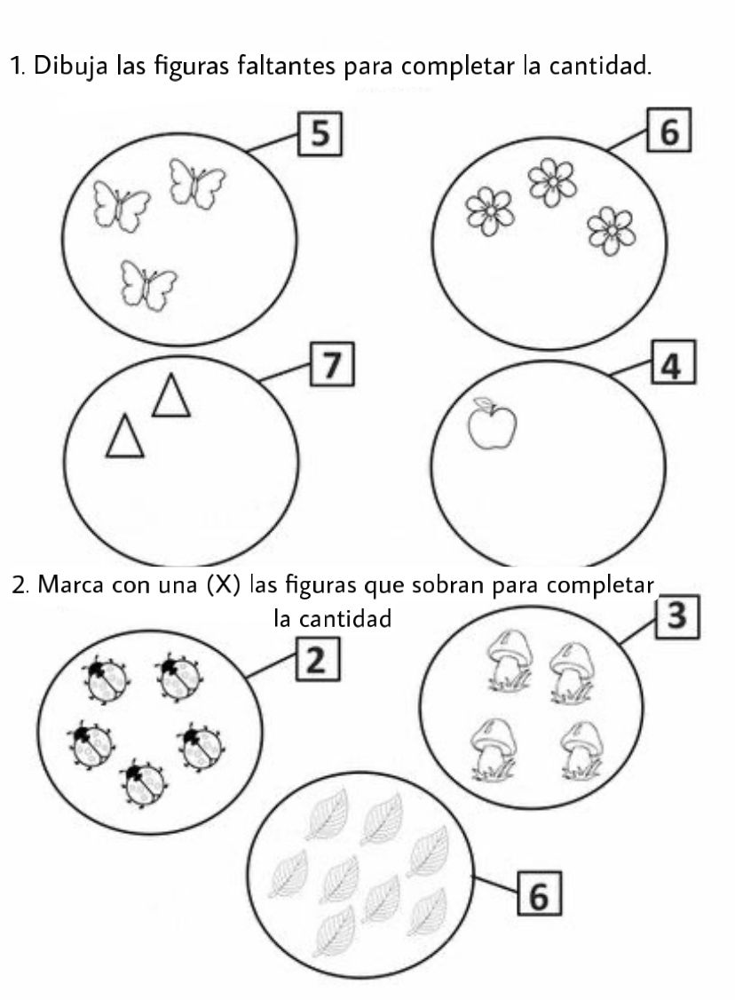 1. Dibuja las figuras faltantes para completar la cantidad.
5
6
7
4
2. Marca con una (X) las figuras que sobran para completar
la cantidad
3
2
6